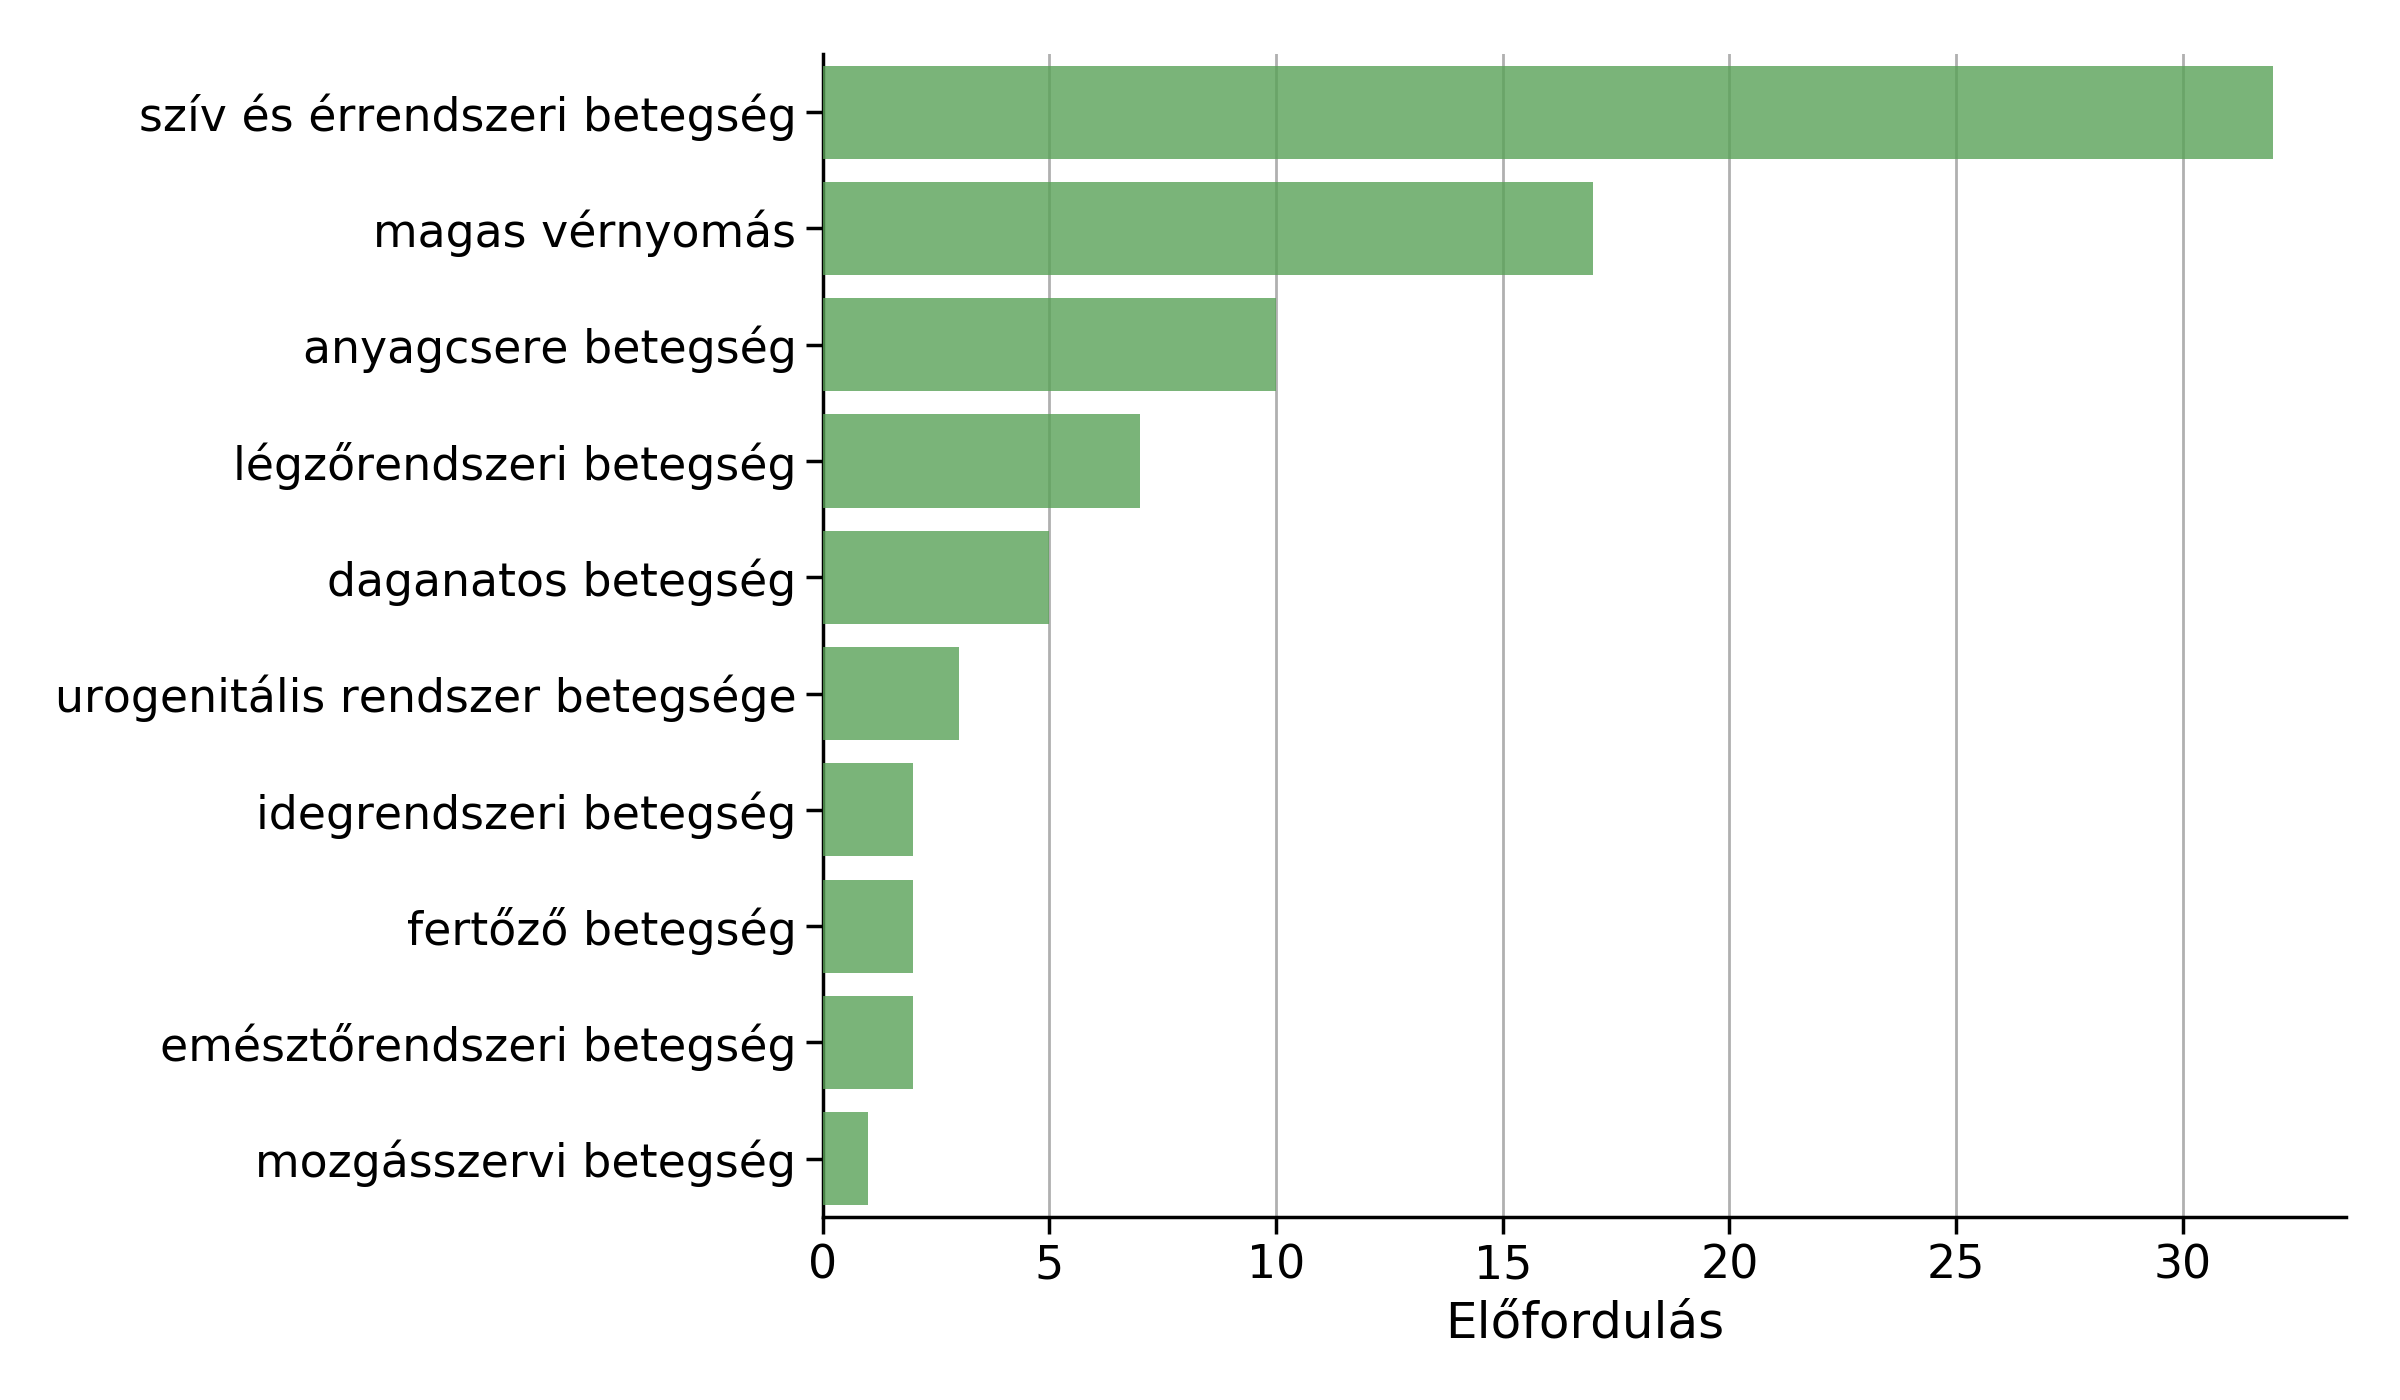 szív és érrendszeri betegség
magas vérnyomás
anyagcsere betegség
légzőrendszeri betegség
daganatos betegség
urogenitális rendszer betegsége
idegrendszeri betegség
fertőző betegség
emésztőrendszeri betegség
mozgásszervi betegség
0 5 10 15 20 25 30
Előfordulás